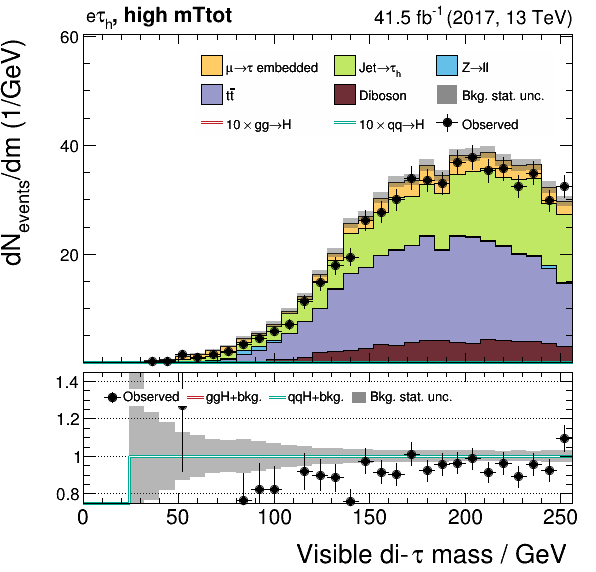 eτh, high mTtot 41.5 fb⁻¹ (2017, 13 TeV)
60
μ→τ embedded Jet→τh Z→ll
tt̄ Diboson Bkg. stat. unc.
10 × gg→H 10 × qq→H Observed
40
20
dNevents/dm (1/GeV)
1.4
Observed ggH+bkg. qqH+bkg. Bkg. stat. unc.
1.2
1
0.8
0 50 100 150 200 250
Visible di-τ mass / GeV